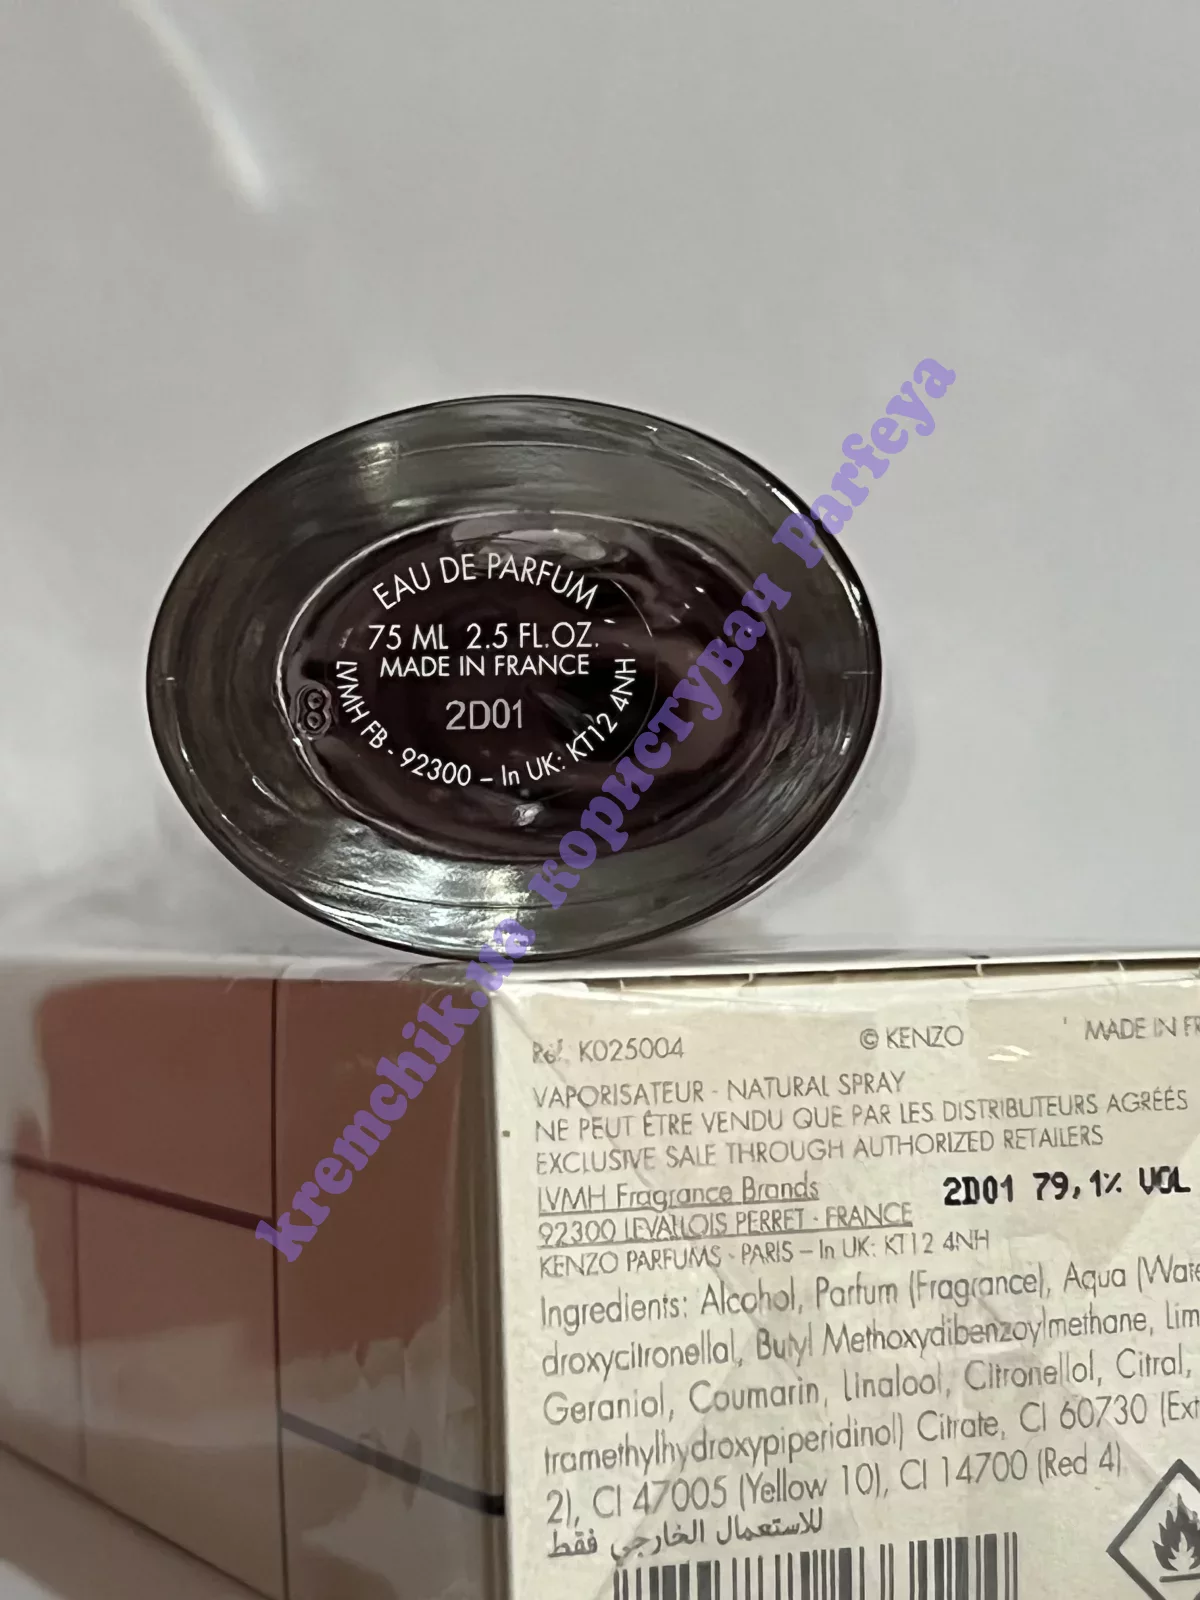 EAU DE PARFUM
75 ML 2.5 FL.OZ.
MADE IN FRANCE
2D01
LVMH FB - 92300 – In UK: KT12 4NH
8
kremchik.ua користувач Parfeya
Réf. K025004
© KENZO
MADE IN FR
VAPORISATEUR - NATURAL SPRAY
NE PEUT ÊTRE VENDU QUE PAR LES DISTRIBUTEURS AGRÉÉS
EXCLUSIVE SALE THROUGH AUTHORIZED RETAILERS
LVMH Fragrance Brands
2D01 79,1% VOL
92300 LEVALLOIS PERRET - FRANCE
KENZO PARFUMS - PARIS – In UK: KT12 4NH
Ingredients: Alcohol, Parfum (Fragrance), Aqua (Wate
droxycitronellal, Butyl Methoxydibenzoylmethane, Lim
Geraniol, Coumarin, Linalool, Citronellol, Citral,
tramethylhydroxypiperidinol) Citrate, CI 60730 (Ext
2), CI 47005 (Yellow 10), CI 14700 (Red 4)
للاستعمال الخارجي فقط